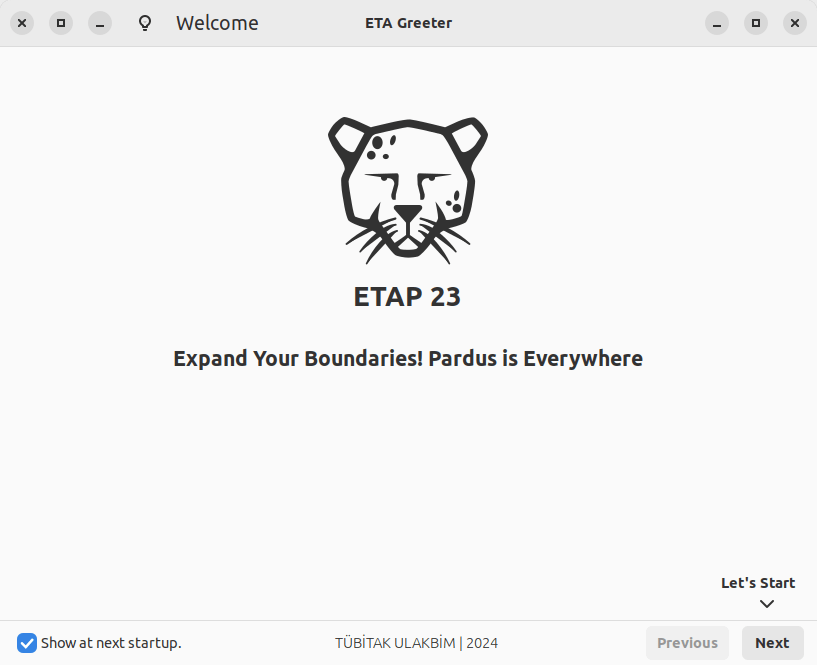 Welcome
ETA Greeter
ETAP 23
Expand Your Boundaries! Pardus is Everywhere
Let's Start
Show at next startup.
TÜBİTAK ULAKBİM | 2024
Previous
Next